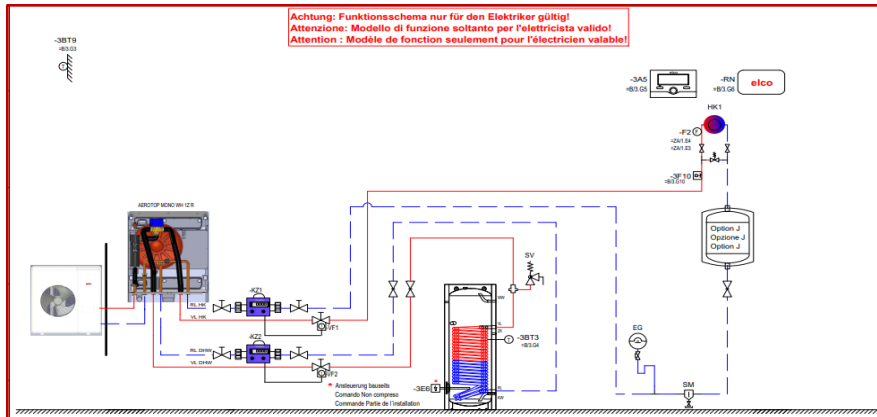 Achtung: Funktionsschema nur für den Elektriker gültig!
Attenzione: Modello di funzione soltanto per l'elettricista valido!
Attention : Modèle de fonction seulement pour l'électricien valable!
-3BT9
=B/3.G3
T
-3A5
=B/3.G5
elco
-RN
=B/3.G6
elco
HK1
-F2
=ZA/1.E4
=ZA/1.E3
-3F10
=B/3.G10
AEROTOP MONO WH 1Z R
Option J
Opzione J
Option J
SV
-KZ1
RL HK
VL HK
VF1
-KZ2
RL DHW
VL DHW
VF2
WW
-3BT3
=B/3.G4
T
EG
-3E6
KW
SM
* Ansteuerung bauseits
Comando Non compreso
Commande Partie de l'installation